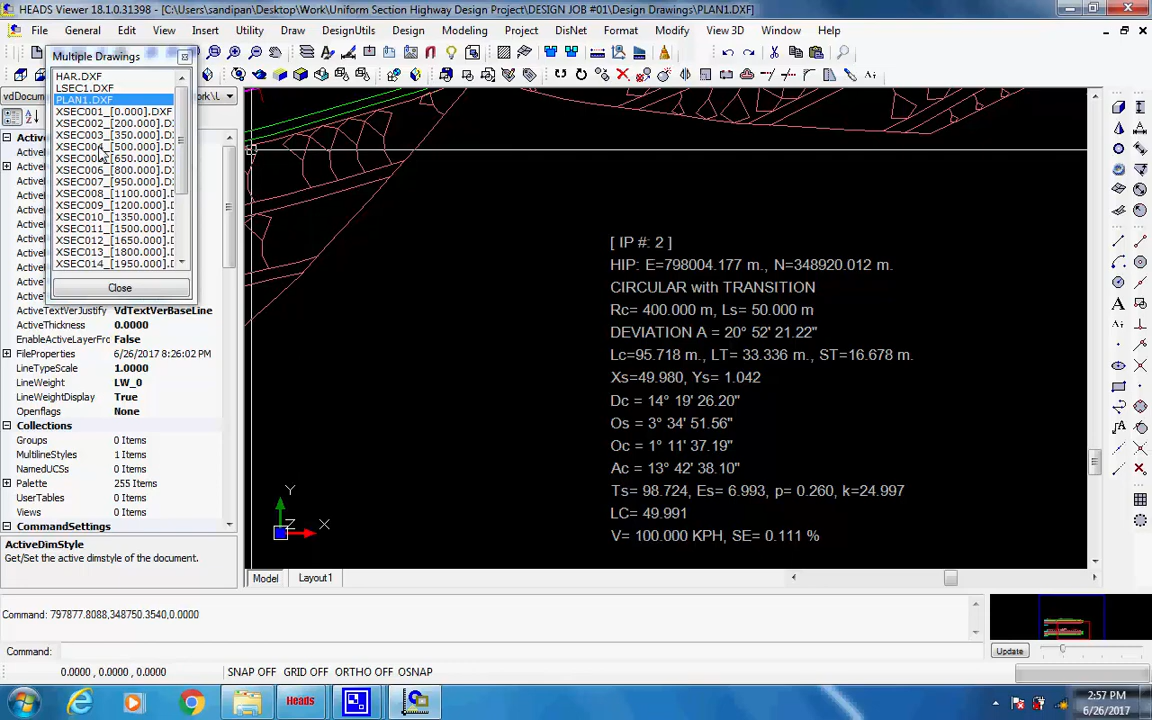 HEADS Viewer 18.1.0.31398 - [C:\Users\sandipan\Desktop\Work\Uniform Section Highway Design Project\DESIGN JOB #01\Design Drawings\PLAN1.DXF]
File General Edit View Insert Utility Draw DesignUtils Design Modeling Project DisNet Format Modify View 3D Window Help
Multiple Drawings
HAR.DXF
LSEC1.DXF
PLAN1.DXF
XSEC001_[0.000].DXF
XSEC002_[200.000].D
XSEC003_[350.000].D
XSEC004_[500.000].D
XSEC005_[650.000].D
XSEC006_[800.000].D
XSEC007_[950.000].D
XSEC008_[1100.000].D
XSEC009_[1200.000].D
XSEC010_[1350.000].D
XSEC011_[1500.000].D
XSEC012_[1650.000].D
XSEC013_[1800.000].D
XSEC014_[1950.000].D
Close
ActiveTextVerJustify VdTextVerBaseLine
ActiveThickness 0.0000
EnableActiveLayerFro False
FileProperties 6/26/2017 8:26:02 PM
LineTypeScale 1.0000
LineWeight LW_0
LineWeightDisplay True
Openflags None
Collections
Groups 0 Items
MultilineStyles 1 Items
NamedUCSs 0 Items
Palette 255 Items
UserTables 0 Items
Views 0 Items
CommandSettings
ActiveDimStyle
Get/Set the active dimstyle of the document.
[ IP #: 2 ]
HIP: E=798004.177 m., N=348920.012 m.
CIRCULAR with TRANSITION
Rc= 400.000 m, Ls= 50.000 m
DEVIATION A = 20° 52' 21.22"
Lc=95.718 m., LT= 33.336 m., ST=16.678 m.
Xs=49.980, Ys= 1.042
Dc = 14° 19' 26.20"
Os = 3° 34' 51.56"
Oc = 1° 11' 37.19"
Ac = 13° 42' 38.10"
Ts= 98.724, Es= 6.993, p= 0.260, k=24.997
LC= 49.991
V= 100.000 KPH, SE= 0.111 %
Y
Z X
Model Layout1
Command: 797877.8088,348750.3540,0.0000
Command:
Update
0.0000 , 0.0000 , 0.0000 SNAP OFF GRID OFF ORTHO OFF OSNAP
Heads
2:57 PM
6/26/2017